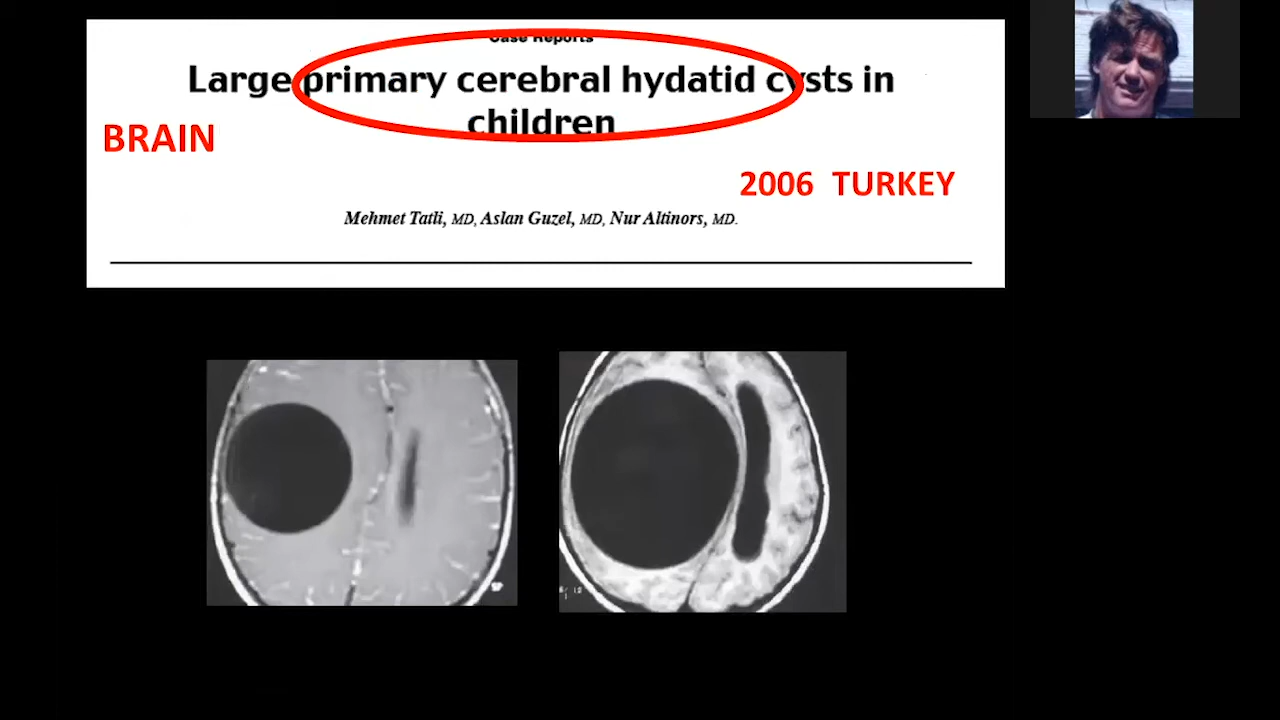 Case Reports
Large primary cerebral hydatid cysts in
children
BRAIN
2006 TURKEY
Mehmet Tatli, MD, Aslan Guzel, MD, Nur Altinors, MD.